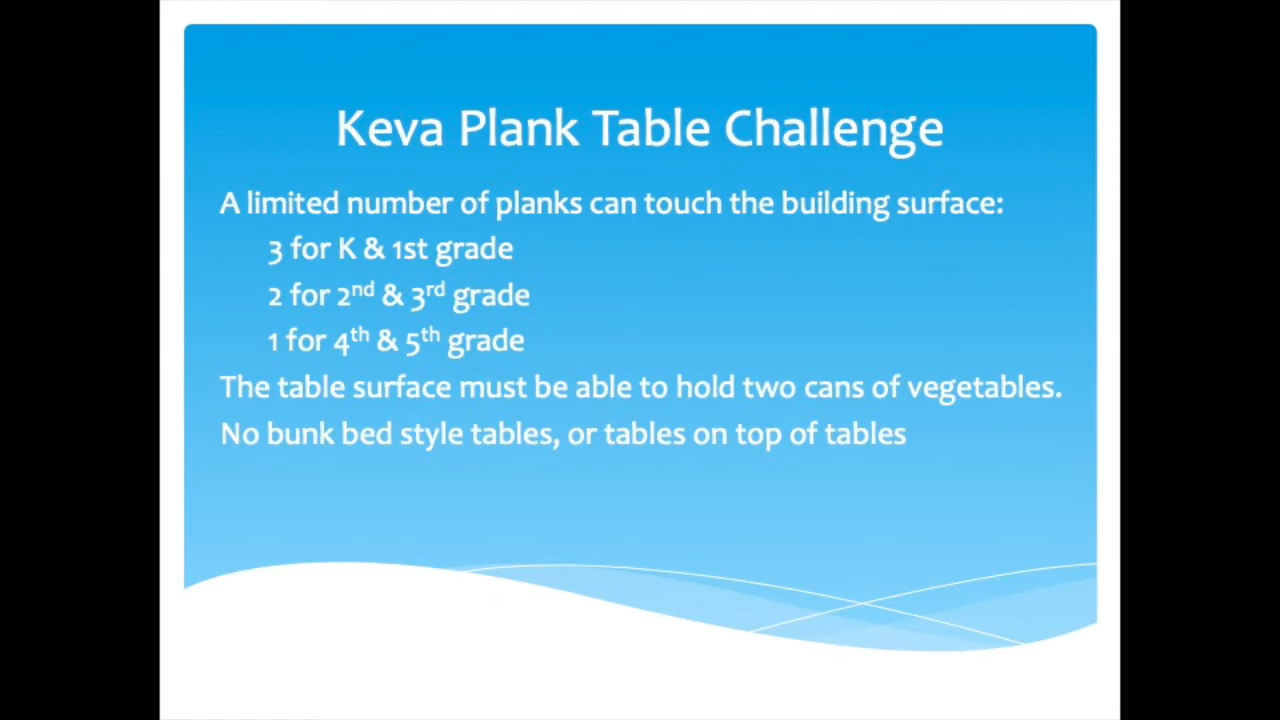 Keva Plank Table Challenge
A limited number of planks can touch the building surface:
3 for K & 1st grade
2 for 2nd & 3rd grade
1 for 4th & 5th grade
The table surface must be able to hold two cans of vegetables.
No bunk bed style tables, or tables on top of tables